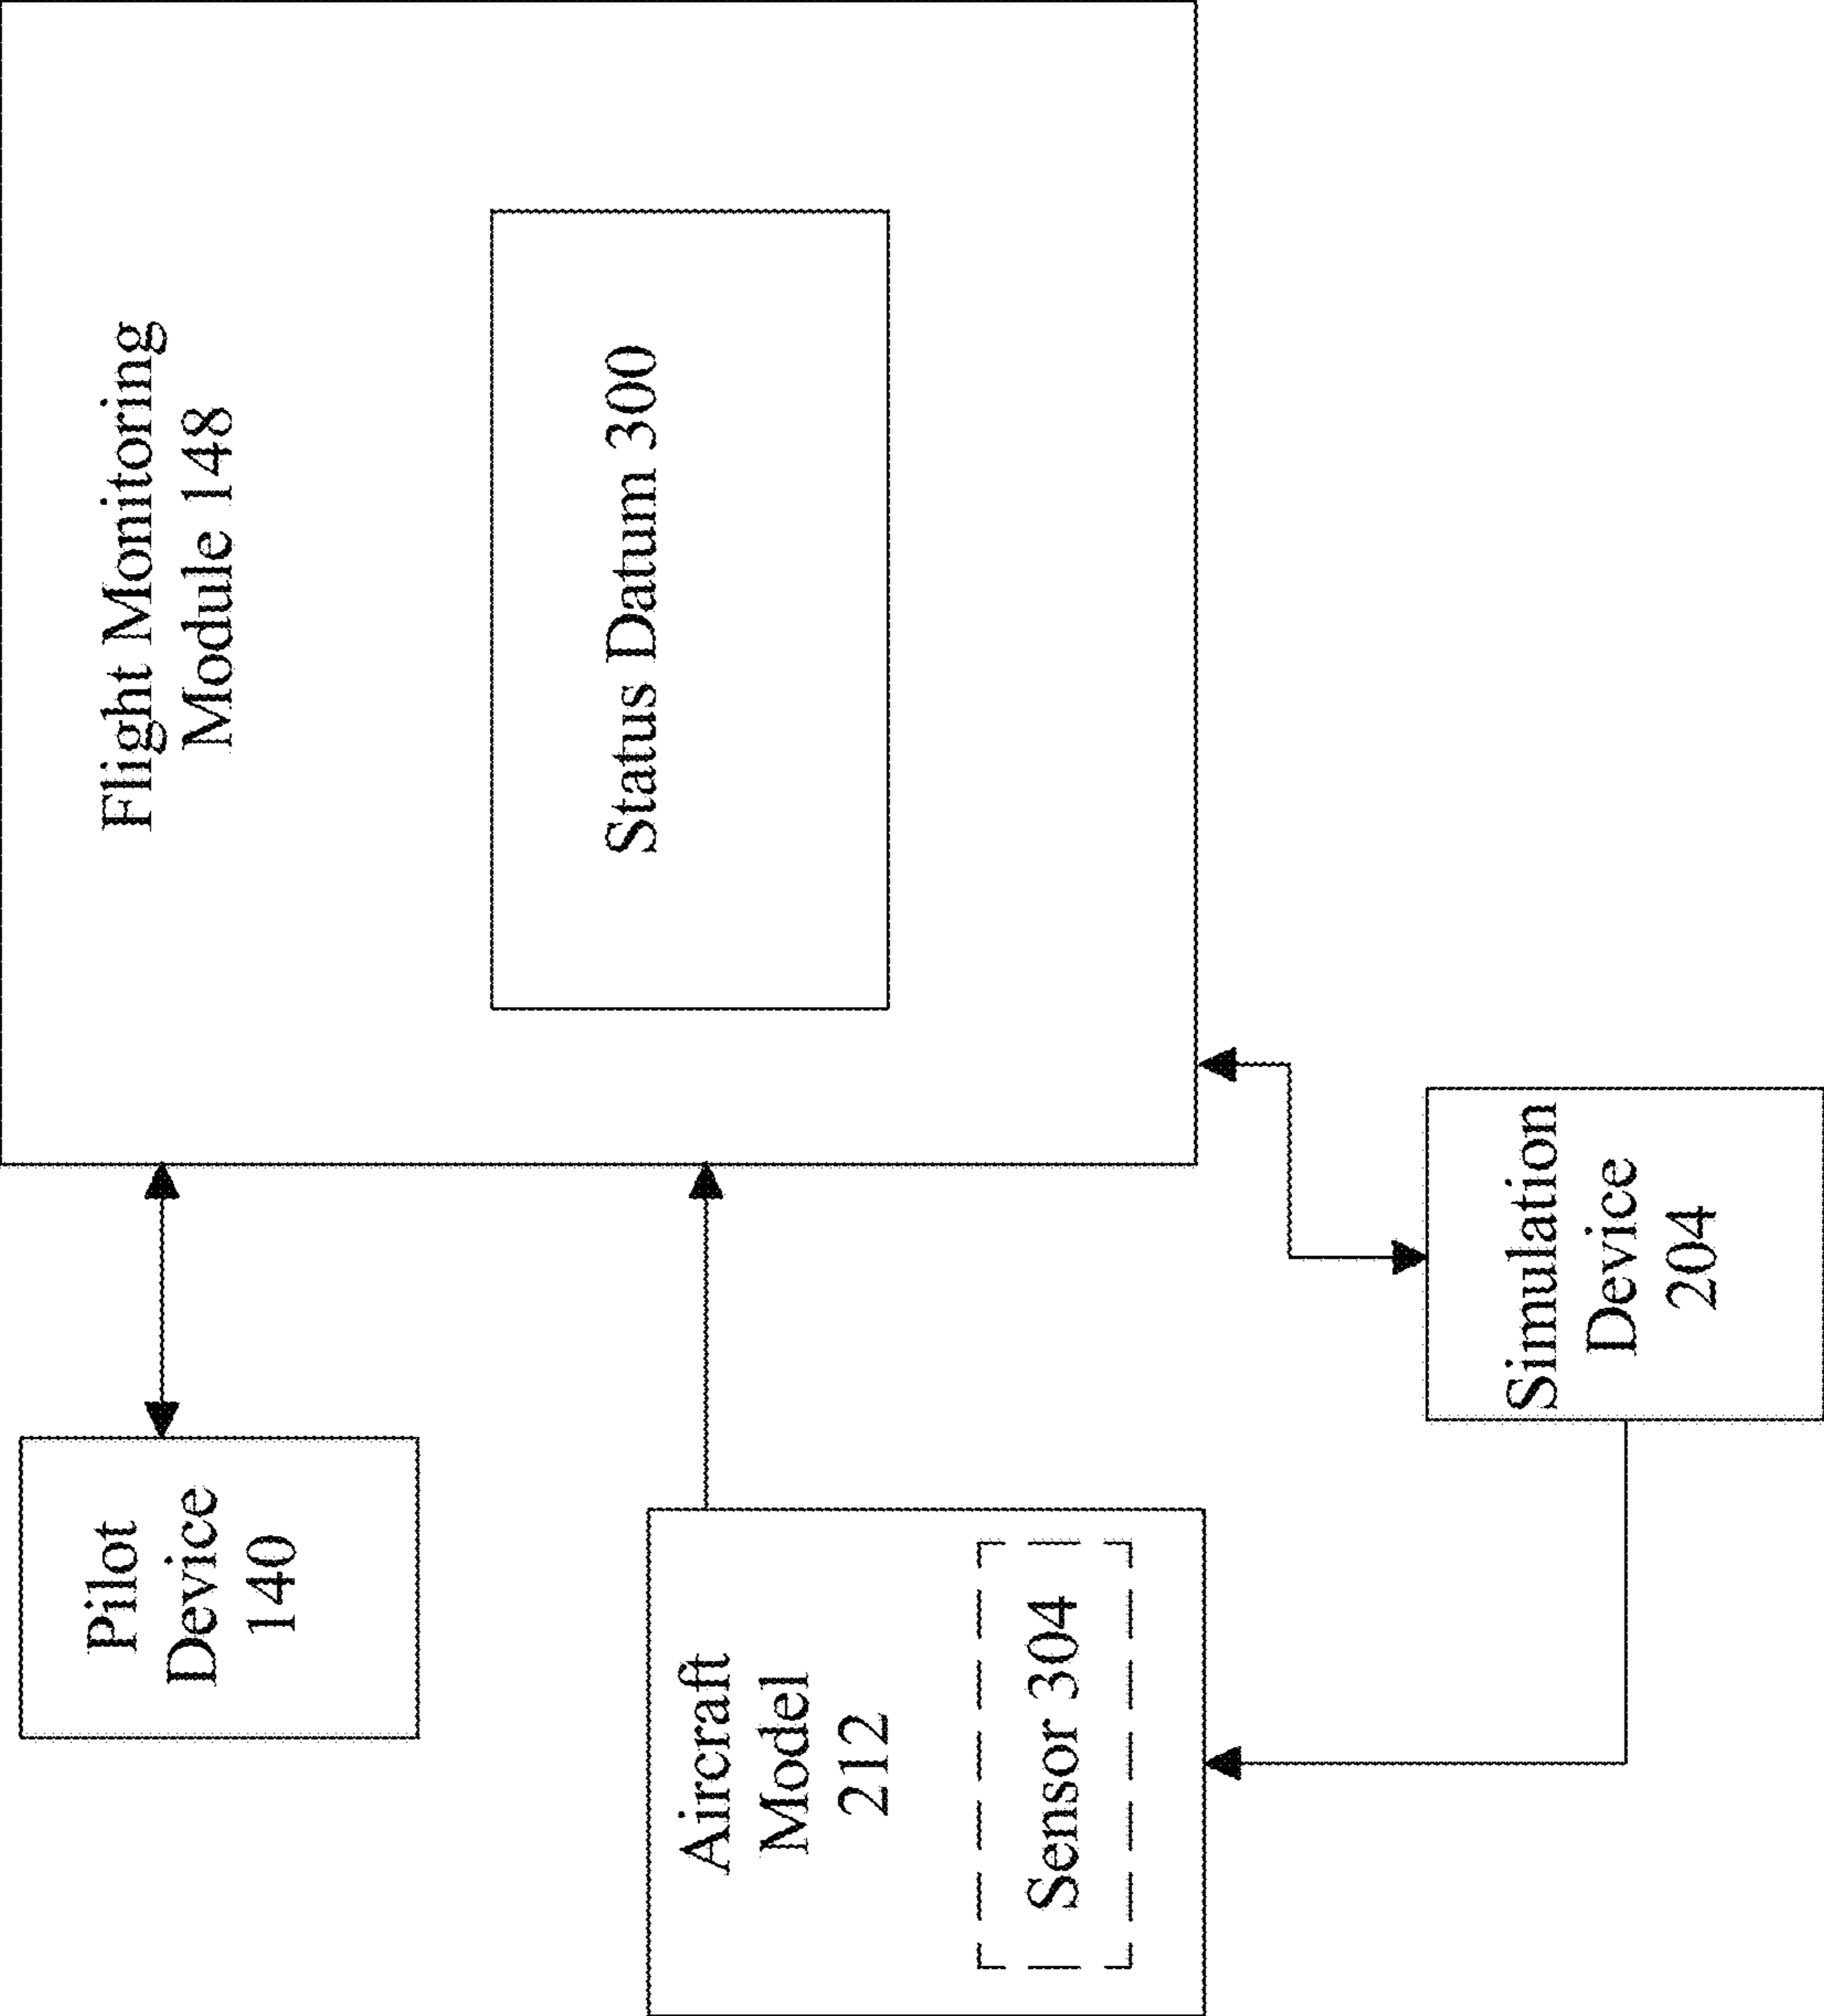 Pilot
Device
140
Flight Monitoring
Module 148
Status Datum 300
Aircraft
Model
212
Sensor 304
Simulation
Device
204